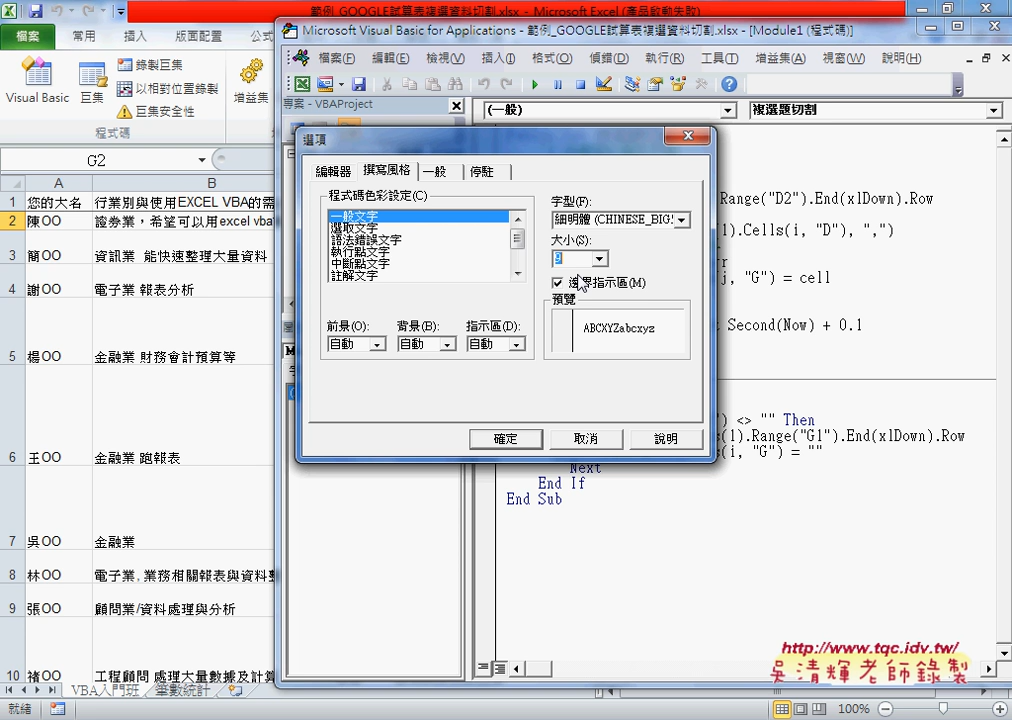 範例_GOOGLE試算表複選資料切割.xlsx - Microsoft Excel (產品啟動失敗)
檔案 常用 插入 版面配置 公式
Visual Basic 巨集 錄製巨集 以相對位置錄製 巨集安全性 增益集
程式碼
G2
A B
1 您的大名 行業別與使用EXCEL VBA的需
2 陳OO 證券業，希望可以用excel vba
3 簡OO 資訊業 能快速整理大量資料
4 謝OO 電子業 報表分析
5 楊OO 金融業 財務會計預算等
6 王OO 金融業 跑報表
7 吳OO 金融業
8 林OO 電子業,業務相關報表與資料整
9 張OO 顧問業/資料處理與分析
10 褚OO 工程顧問 處理大量數據及計算
VBA入門班 筆數統計
就緒
100%
Microsoft Visual Basic for Applications - 範例_GOOGLE試算表複選資料切割.xlsx - [Module1 (程式碼)]
檔案(F) 編輯(E) 檢視(V) 插入(I) 格式(O) 偵錯(D) 執行(R) 工具(T) 增益集(A) 視窗(W) 說明(H)
專案 - VBAProject
(一般) 複選題切割
Range("D2").End(xlDown).Row
).Cells(i, "D"), ",")
j, "G") = cell
Second(Now) + 0.1
) <> "" Then
(1).Range("G1").End(xlDown).Row
(i, "G") = ""
Next
End If
End Sub
選項
編輯器 撰寫風格 一般 停駐
程式碼色彩設定(C)
一般文字
選取文字
語法錯誤文字
執行點文字
中斷點文字
註解文字
前景(O): 背景(B): 指示區(D):
自動 自動 自動
字型(F):
細明體 (CHINESE_BIG
大小(S):
9
邊界指示區(M)
預覽
ABCXYZabcxyz
確定 取消 說明
http://www.tqc.idv.tw/
吳清輝老師錄製